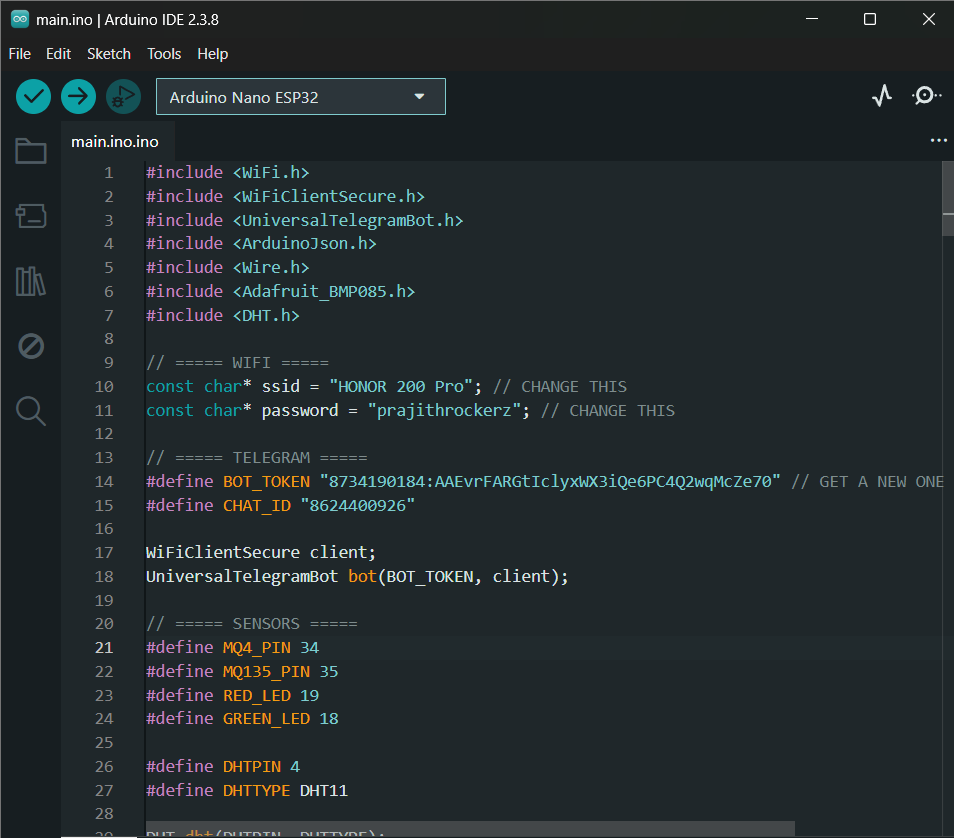 main.ino | Arduino IDE 2.3.8
File Edit Sketch Tools Help
Arduino Nano ESP32
main.ino.ino
1 #include <WiFi.h>
2 #include <WiFiClientSecure.h>
3 #include <UniversalTelegramBot.h>
4 #include <ArduinoJson.h>
5 #include <Wire.h>
6 #include <Adafruit_BMP085.h>
7 #include <DHT.h>
8
9 // ===== WIFI =====
10 const char* ssid = "HONOR 200 Pro"; // CHANGE THIS
11 const char* password = "prajithrockerz"; // CHANGE THIS
12
13 // ===== TELEGRAM =====
14 #define BOT_TOKEN "8734190184:AAEvrFARGtIclyxWX3iQe6PC4Q2wqMcZe70" // GET A NEW ONE
15 #define CHAT_ID "8624400926"
16
17 WiFiClientSecure client;
18 UniversalTelegramBot bot(BOT_TOKEN, client);
19
20 // ===== SENSORS =====
21 #define MQ4_PIN 34
22 #define MQ135_PIN 35
23 #define RED_LED 19
24 #define GREEN_LED 18
25
26 #define DHTPIN 4
27 #define DHTTYPE DHT11
28
29 DHT dht(DHTPIN, DHTTYPE);